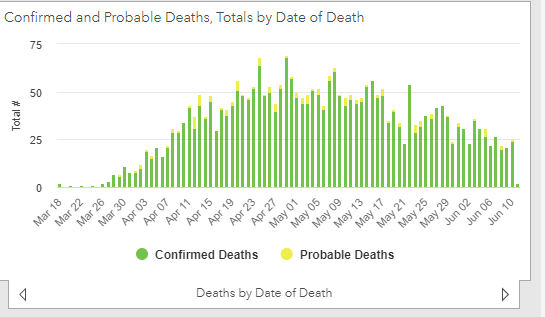 Confirmed and Probable Deaths, Totals by Date of Death
75
50
25
0
Total #
Mar 18
Mar 22
Mar 26
Mar 30
Apr 03
Apr 07
Apr 11
Apr 15
Apr 19
Apr 23
Apr 27
May 01
May 05
May 09
May 13
May 17
May 21
May 25
May 29
Jun 02
Jun 06
Jun 10
Confirmed Deaths
Probable Deaths
Deaths by Date of Death